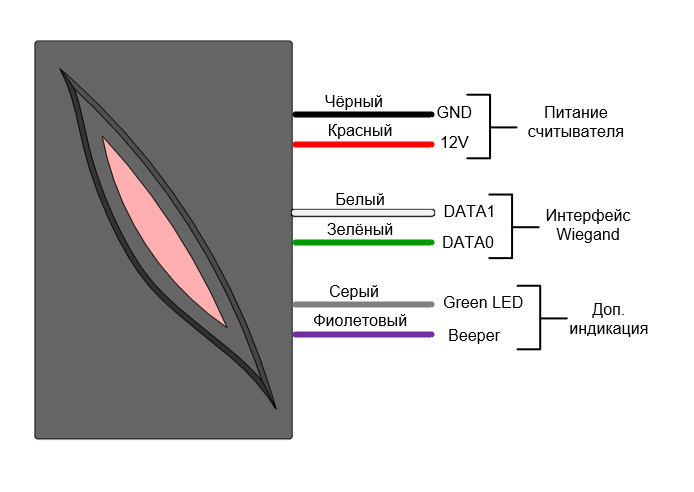 Чёрный
GND
Красный
12V
Питание
считывателя
Белый
DATA1
Зелёный
DATA0
Интерфейс
Wiegand
Серый
Green LED
Фиолетовый
Beeper
Доп.
индикация